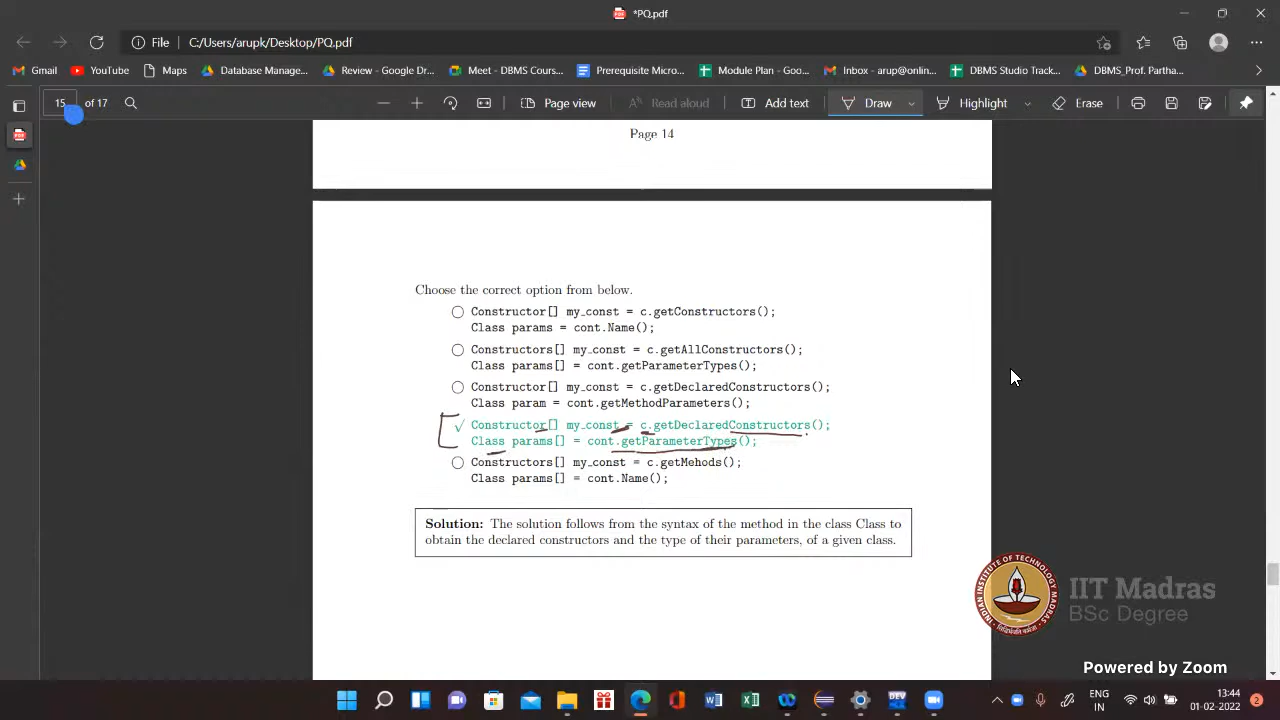 *PQ.pdf
File C:/Users/arupk/Desktop/PQ.pdf
Gmail YouTube Maps Database Manage... Review - Google Dr... Meet - DBMS Cours... Prerequisite Micro... Module Plan - Goo... Inbox - arup@onlin... DBMS Studio Track... DBMS_Prof. Partha...
15 of 17 Page view Read aloud Add text Draw Highlight Erase
Page 14
Choose the correct option from below.
Constructor[] my_const = c.getConstructors();
Class params = cont.Name();
Constructors[] my_const = c.getAllConstructors();
Class params[] = cont.getParameterTypes();
Constructor[] my_const = c.getDeclaredConstructors();
Class param = cont.getMethodParameters();
√ Constructor[] my_const = c.getDeclaredConstructors();
Class params[] = cont.getParameterTypes();
Constructors[] my_const = c.getMehods();
Class params[] = cont.Name();
Solution: The solution follows from the syntax of the method in the class Class to
obtain the declared constructors and the type of their parameters, of a given class.
IIT Madras
BSc Degree
Powered by Zoom
ENG
IN
13:44
01-02-2022
2